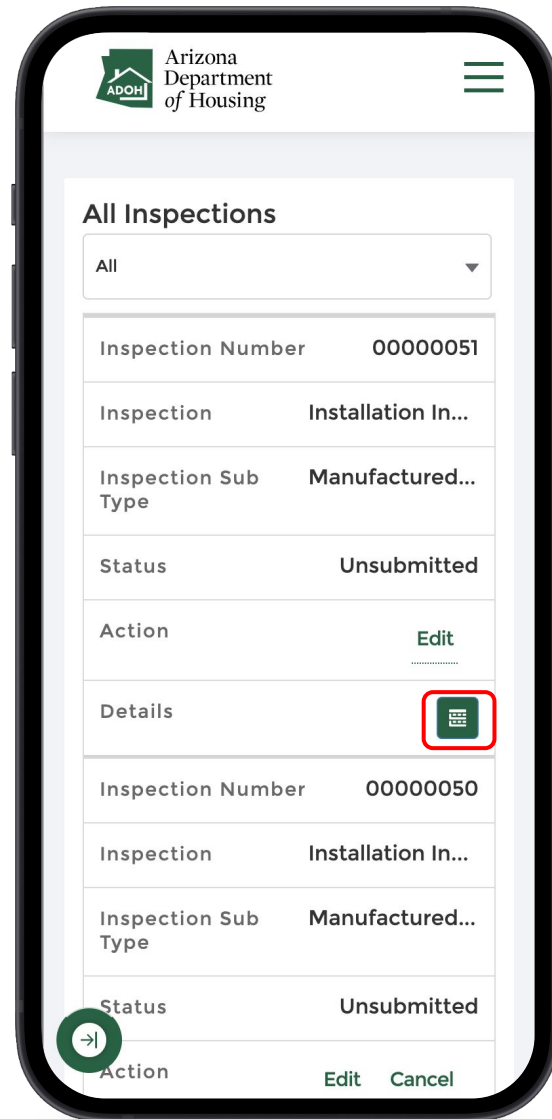 Arizona
Department
of Housing
ADOH
All Inspections
All
Inspection Number 00000051
Inspection Installation In...
Inspection Sub Manufactured...
Type
Status Unsubmitted
Action Edit
Details
Inspection Number 00000050
Inspection Installation In...
Inspection Sub Manufactured...
Type
Status Unsubmitted
Action Edit Cancel